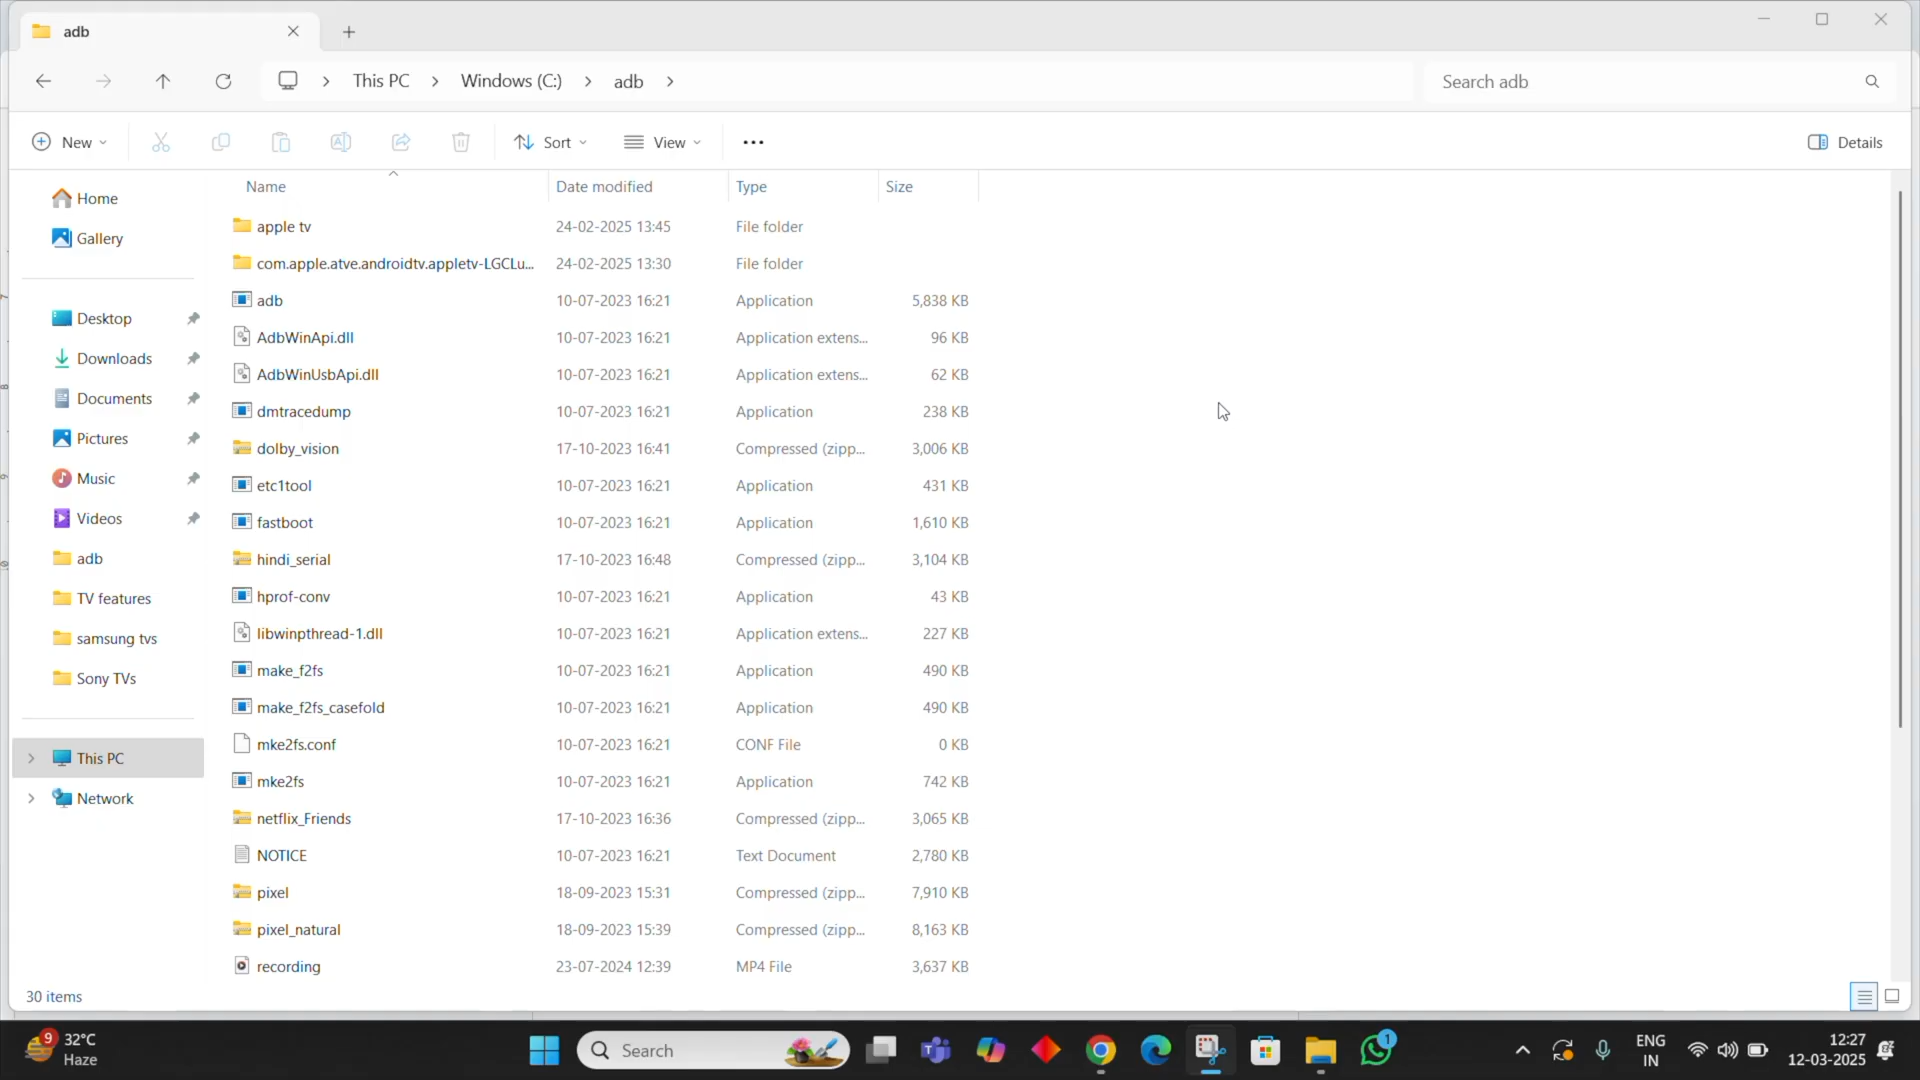 adb
This PC > Windows (C:) > adb >
Search adb
New
Sort
View
Details
Name Date modified Type Size
Home
Gallery
Desktop
Downloads
Documents
Pictures
Music
Videos
adb
TV features
samsung tvs
Sony TVs
This PC
Network
apple tv 24-02-2025 13:45 File folder
com.apple.atve.androidtv.appletv-LGCLu... 24-02-2025 13:30 File folder
adb 10-07-2023 16:21 Application 5,838 KB
AdbWinApi.dll 10-07-2023 16:21 Application extens... 96 KB
AdbWinUsbApi.dll 10-07-2023 16:21 Application extens... 62 KB
dmtracedump 10-07-2023 16:21 Application 238 KB
dolby_vision 17-10-2023 16:41 Compressed (zipp... 3,006 KB
etc1tool 10-07-2023 16:21 Application 431 KB
fastboot 10-07-2023 16:21 Application 1,610 KB
hindi_serial 17-10-2023 16:48 Compressed (zipp... 3,104 KB
hprof-conv 10-07-2023 16:21 Application 43 KB
libwinpthread-1.dll 10-07-2023 16:21 Application extens... 227 KB
make_f2fs 10-07-2023 16:21 Application 490 KB
make_f2fs_casefold 10-07-2023 16:21 Application 490 KB
mke2fs.conf 10-07-2023 16:21 CONF File 0 KB
mke2fs 10-07-2023 16:21 Application 742 KB
netflix_Friends 17-10-2023 16:36 Compressed (zipp... 3,065 KB
NOTICE 10-07-2023 16:21 Text Document 2,780 KB
pixel 18-09-2023 15:31 Compressed (zipp... 7,910 KB
pixel_natural 18-09-2023 15:39 Compressed (zipp... 8,163 KB
recording 23-07-2024 12:39 MP4 File 3,637 KB
30 items
9
32°C
Haze
Search
1
ENG
IN
12:27
12-03-2025